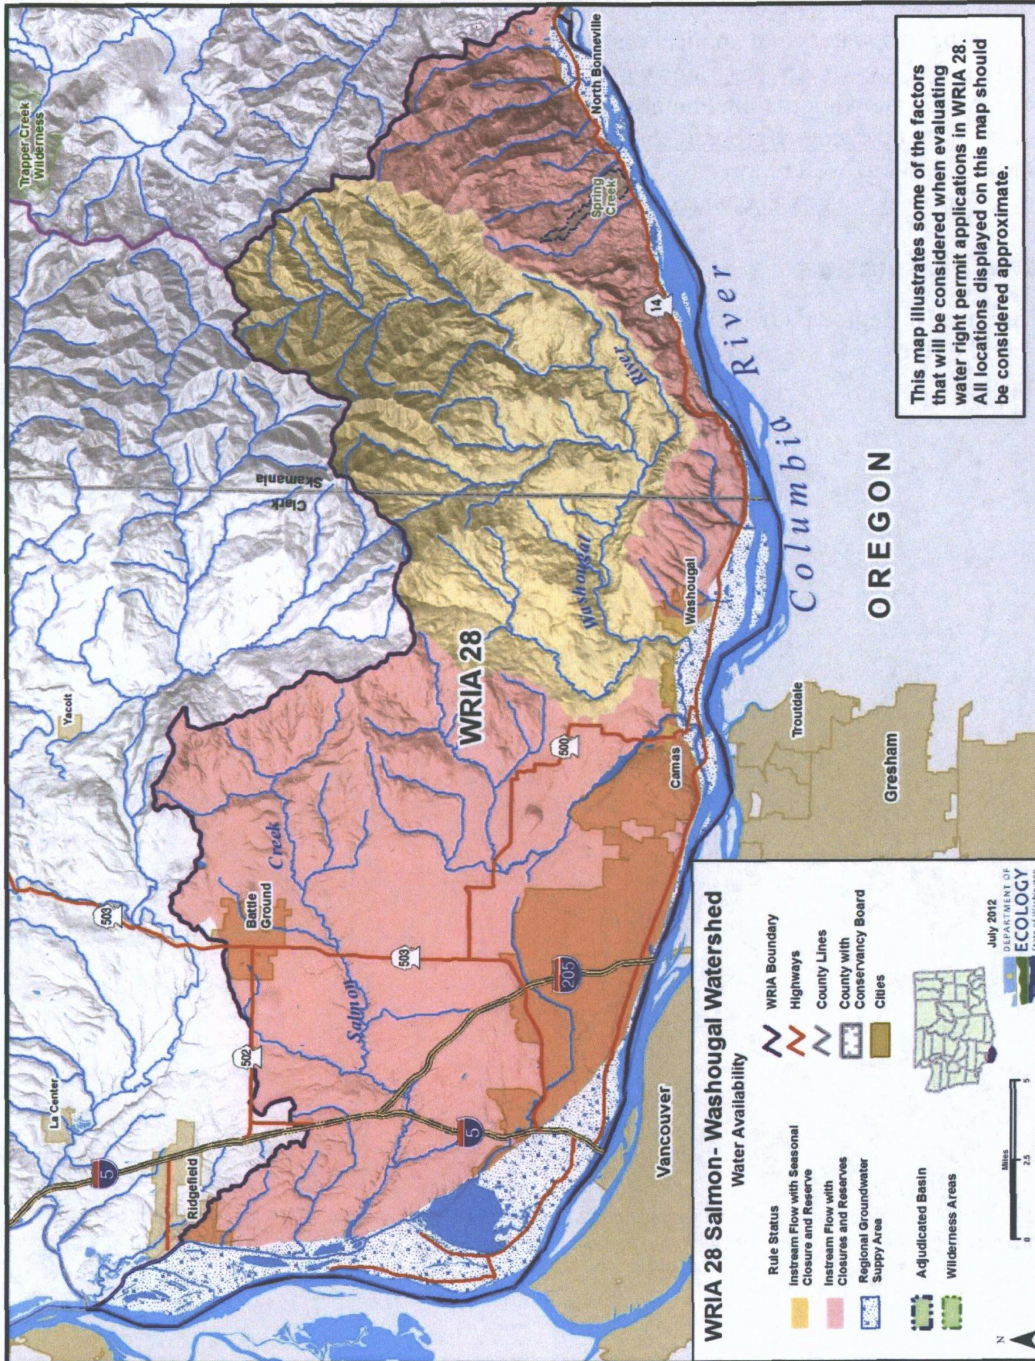 Trapper Creek
Wilderness
Yacolt
La Center
Ridgefield
5
503
502
Battle
Ground
Creek
Salmon
503
5
205
500
WRIA 28
Clark
Skamania
Washougal
River
Spring
Creek
North Bonneville
14
Washougal
Camas
Columbia
River
OREGON
Vancouver
Troutdale
Gresham
This map illustrates some of the factors
that will be considered when evaluating
water right permit applications in WRIA 28.
All locations displayed on this map should
be considered approximate.
WRIA 28 Salmon- Washougal Watershed
Water Availability
Rule Status
Instream Flow with Seasonal
Closure and Reserve
Instream Flow with
Closures and Reserves
Regional Groundwater
Suppy Area
Adjudicated Basin
Wilderness Areas
WRIA Boundary
Highways
County Lines
County with
Conservancy Board
Cities
N
Miles
0 2.5 5
July 2012
DEPARTMENT OF
ECOLOGY